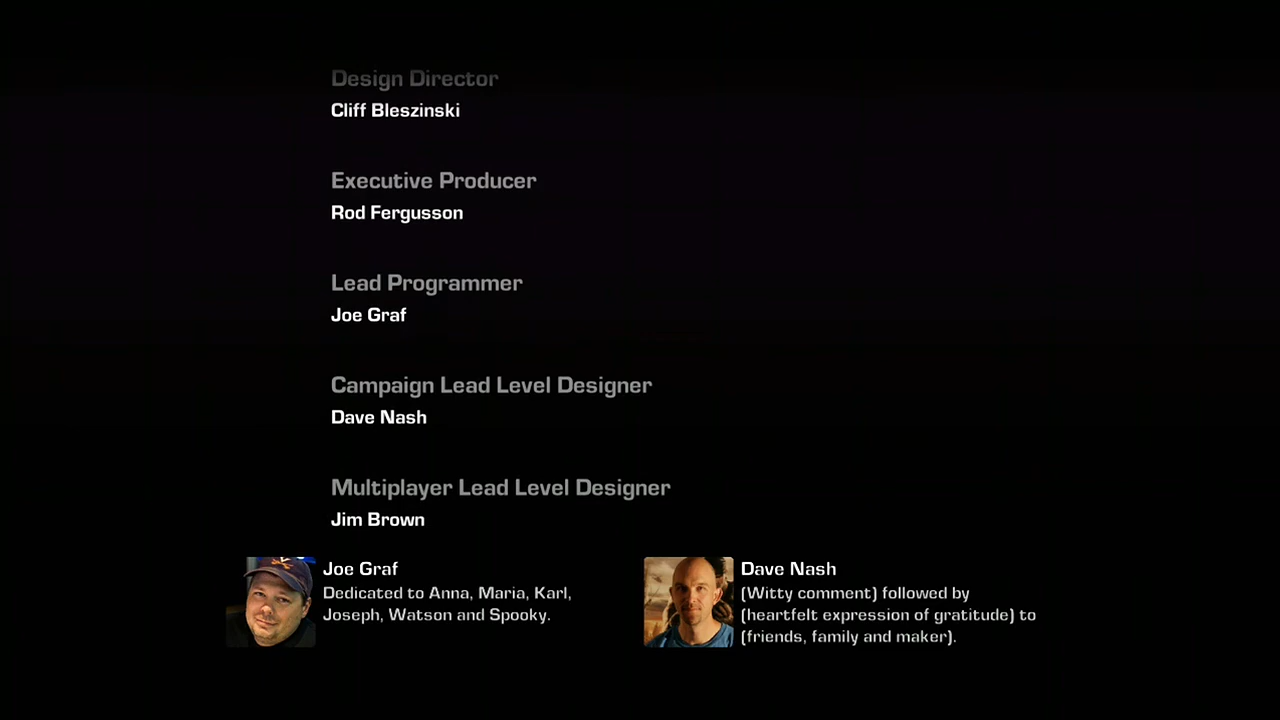 Design Director
Cliff Bleszinski
Executive Producer
Rod Fergusson
Lead Programmer
Joe Graf
Campaign Lead Level Designer
Dave Nash
Multiplayer Lead Level Designer
Jim Brown
Joe Graf
Dedicated to Anna, Maria, Karl,
Joseph, Watson and Spooky.
Dave Nash
(Witty comment) followed by
(heartfelt expression of gratitude) to
(friends, family and maker).